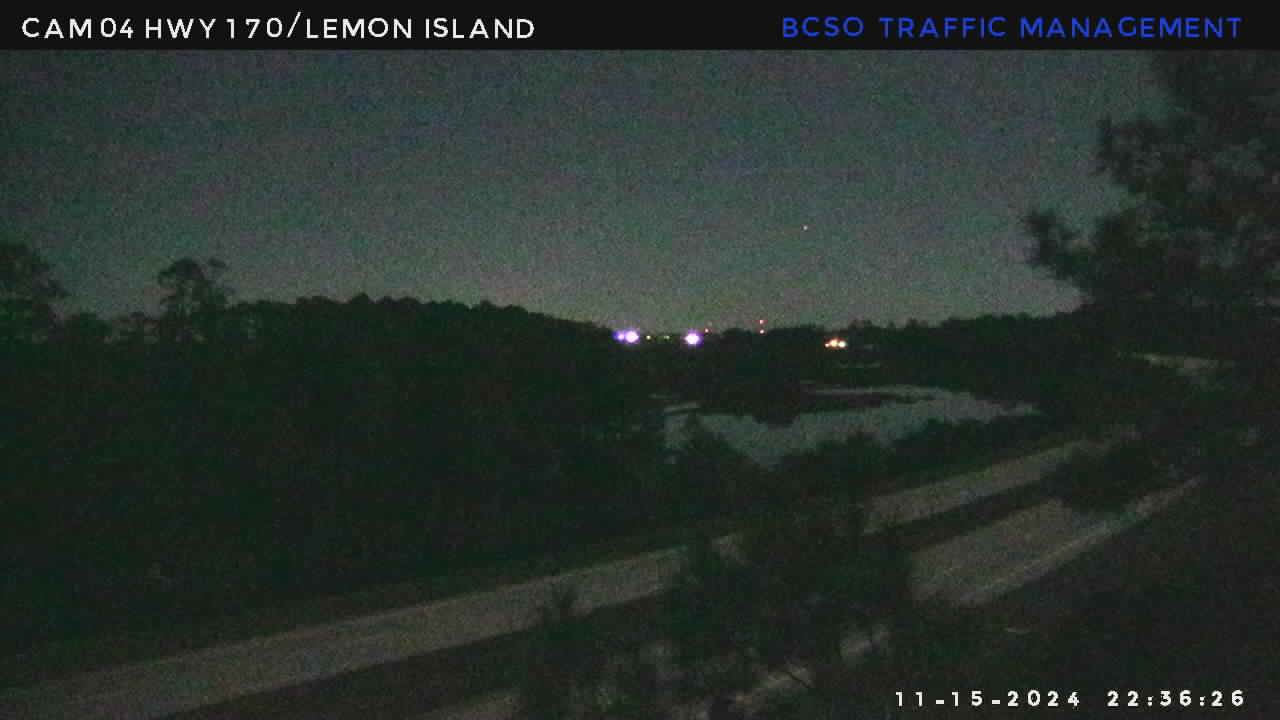 CAM04 HWY 170/LEMON ISLAND
BCSO TRAFFIC MANAGEMENT
11-15-2024 22:36:26